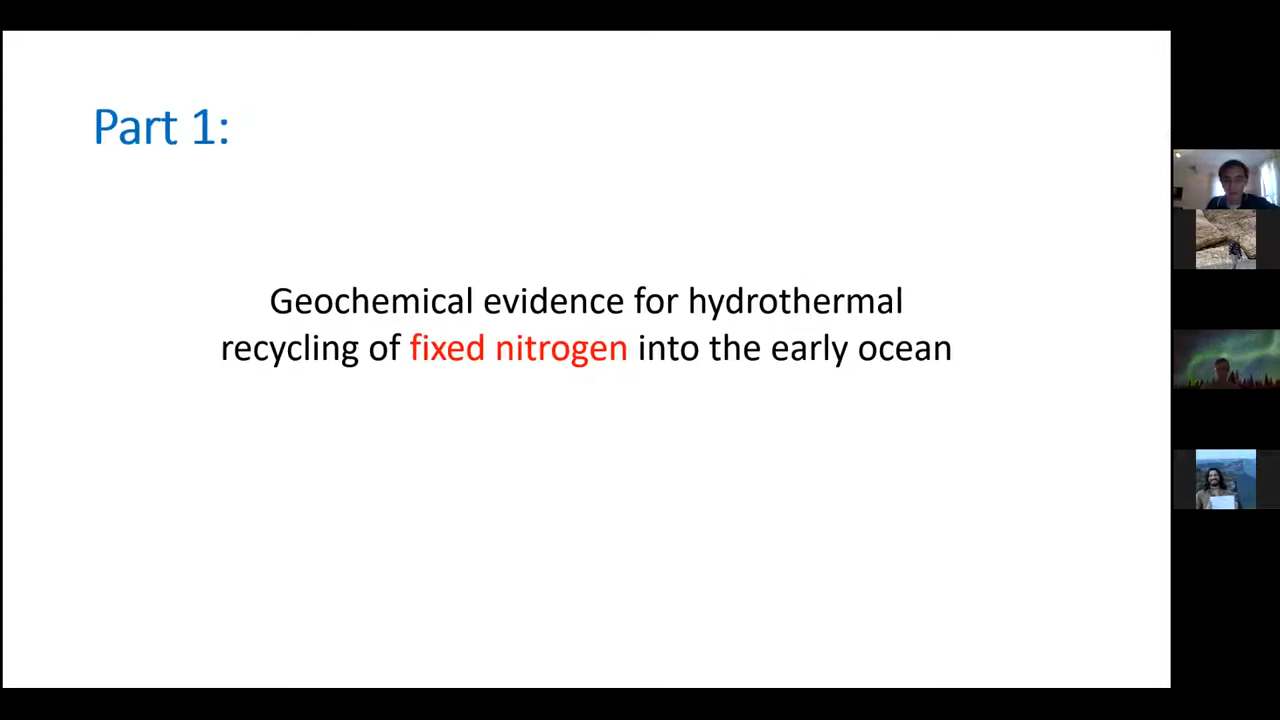 Part 1:
Geochemical evidence for hydrothermal
recycling of fixed nitrogen into the early ocean